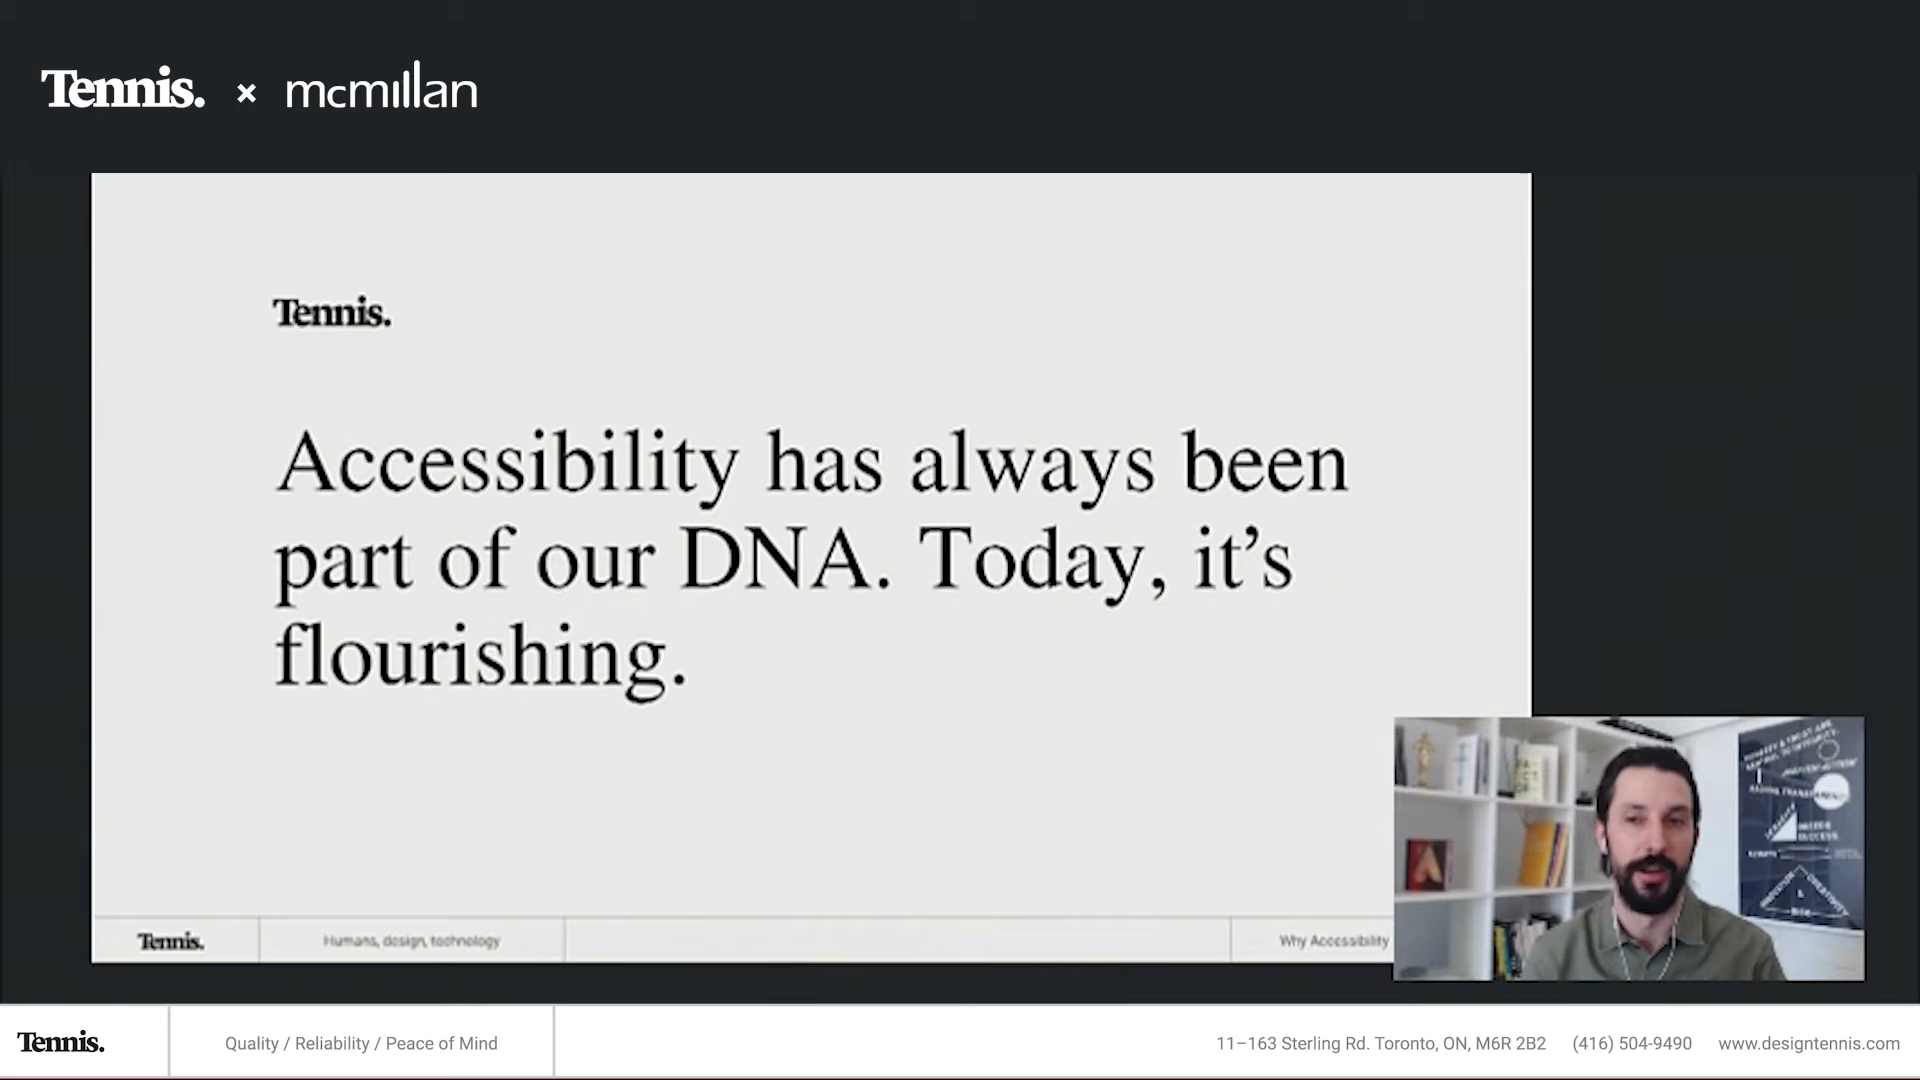 Tennis. × mcmillan
Tennis.
Accessibility has always been
part of our DNA. Today, it’s
flourishing.
Tennis.
Humans, design, technology
Why Accessibility
Tennis.
Quality / Reliability / Peace of Mind
11–163 Sterling Rd. Toronto, ON, M6R 2B2
(416) 504-9490
www.designtennis.com